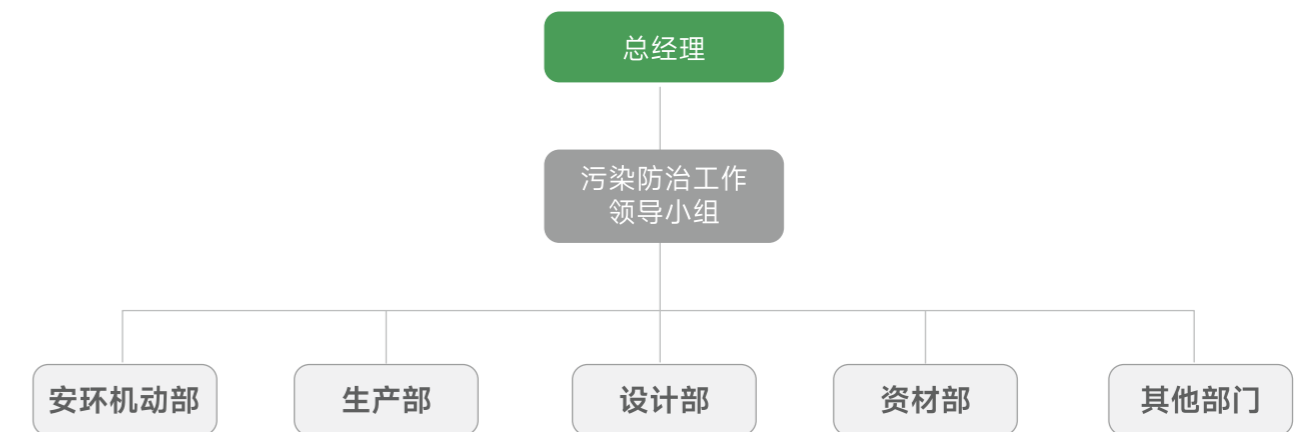 总经理
污染防治工作
领导小组
安环机动部
生产部
设计部
资材部
其他部门